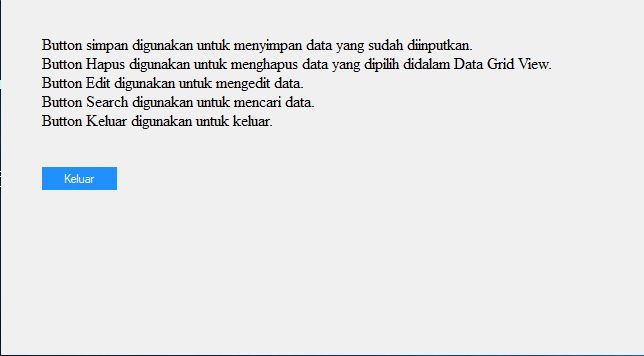 Button simpan digunakan untuk menyimpan data yang sudah diinputkan.
Button Hapus digunakan untuk menghapus data yang dipilih didalam Data Grid View.
Button Edit digunakan untuk mengedit data.
Button Search digunakan untuk mencari data.
Button Keluar digunakan untuk keluar.
Keluar